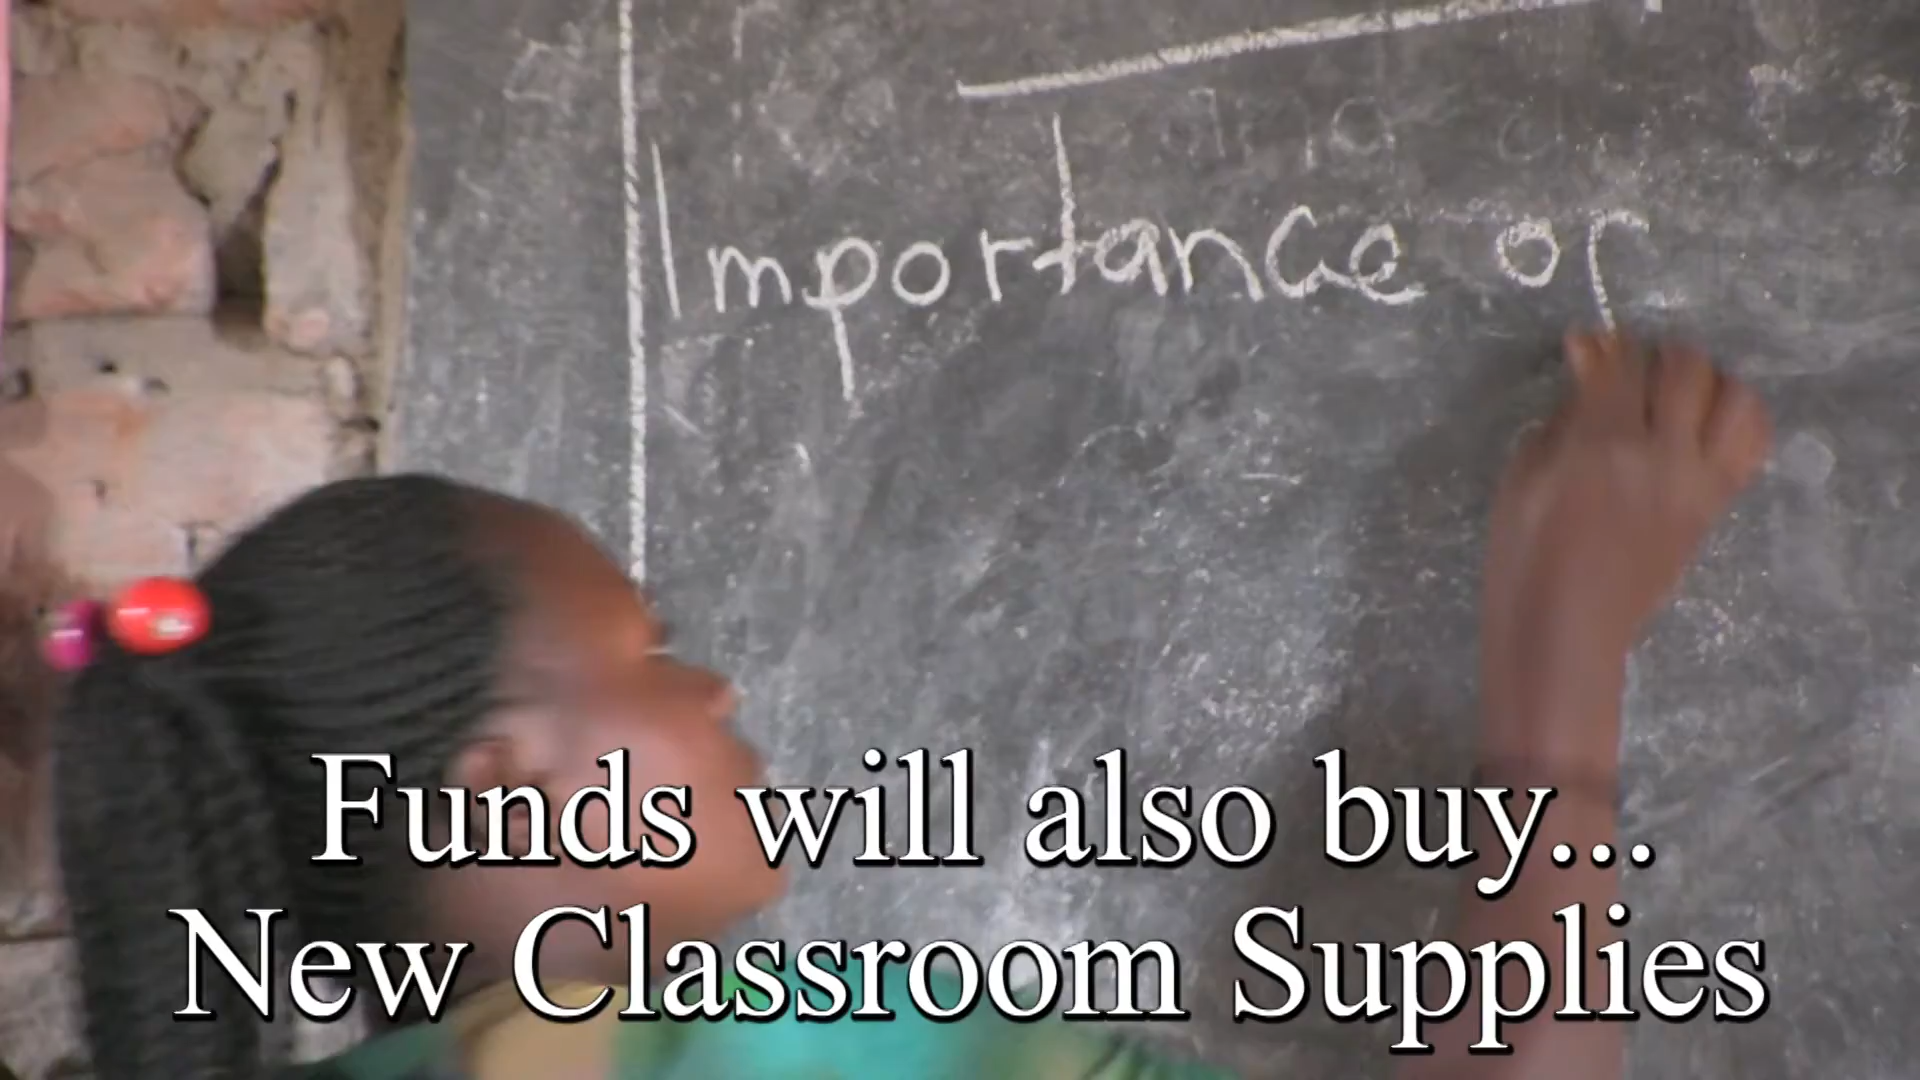 Importance of
Funds will also buy...
New Classroom Supplies